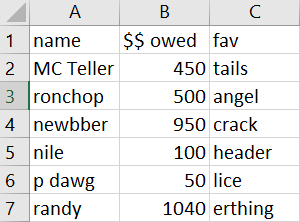 A B C
1 name $$ owed fav
2 MC Teller 450 tails
3 ronchop 500 angel
4 newbber 950 crack
5 nile 100 header
6 p dawg 50 lice
7 randy 1040 erthing